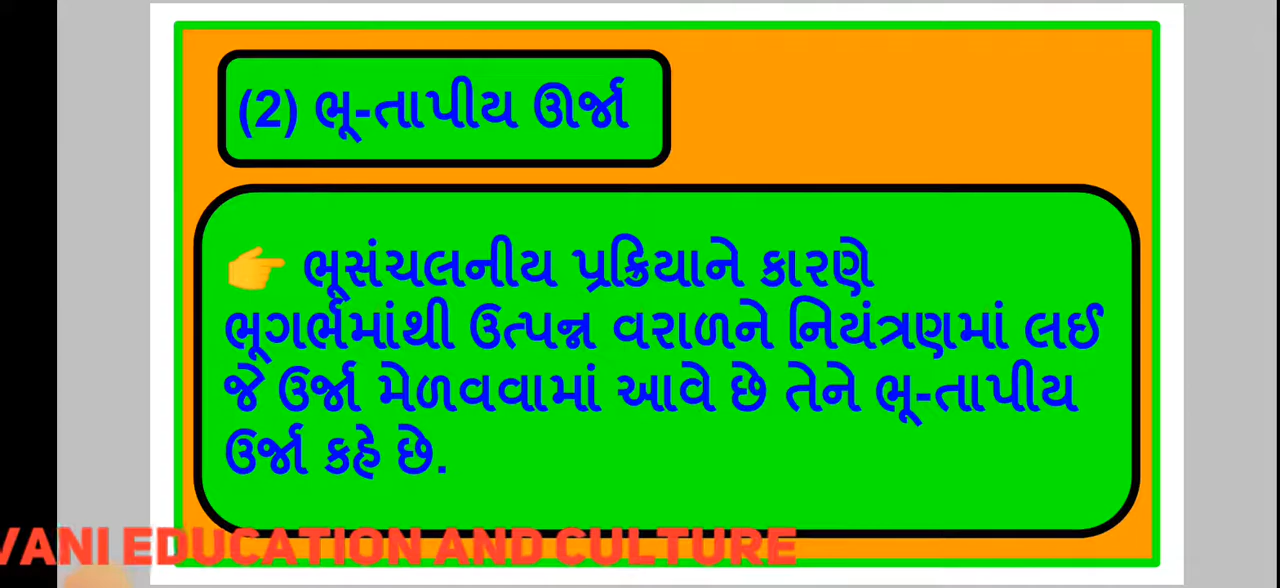 (2) ભૂ-તાપીય ઊર્જા
👉 ભૂસંચલનીય પ્રક્રિયાને કારણે
ભૂગર્ભમાંથી ઉત્પન્ન વરાળને નિયંત્રણમાં લઈ
જે ઉર્જા મેળવવામાં આવે છે તેને ભૂ-તાપીય
ઉર્જા કહે છે.
VANI EDUCATION AND CULTURE